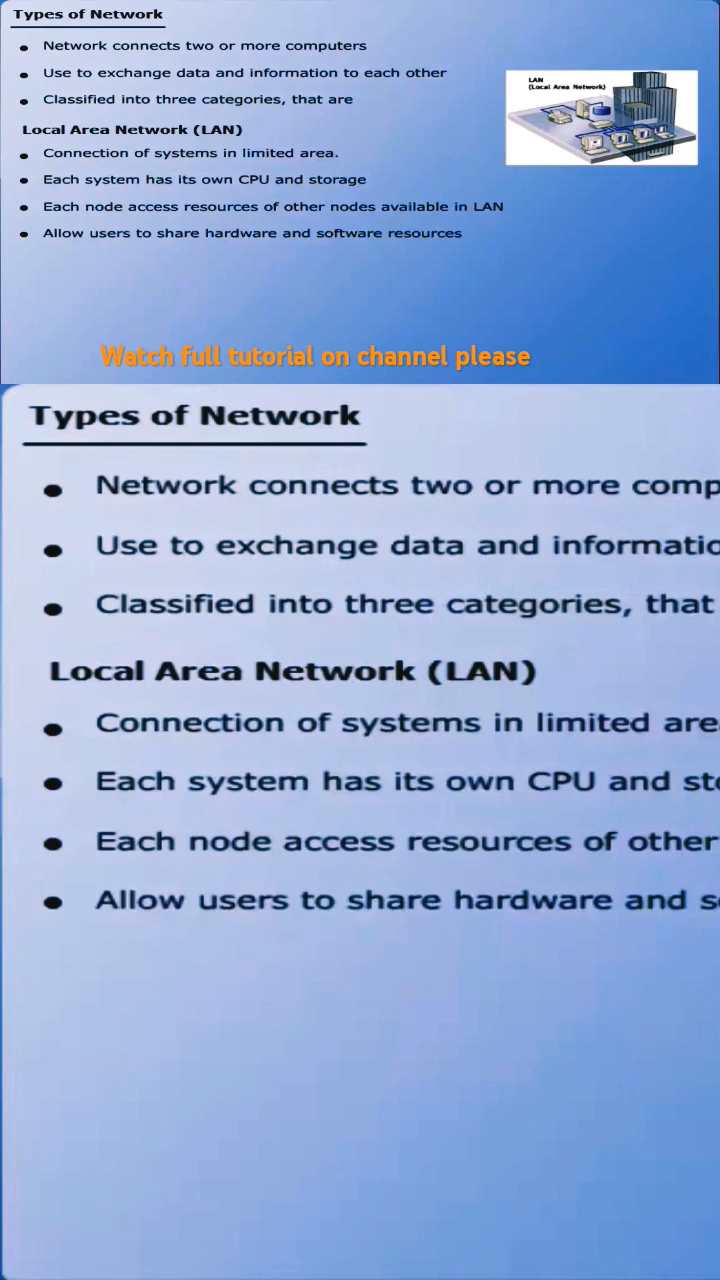 Types of Network
Network connects two or more computers
Use to exchange data and information to each other
Classified into three categories, that are
LAN
(Local Area Network)
Local Area Network (LAN)
Connection of systems in limited area.
Each system has its own CPU and storage
Each node access resources of other nodes available in LAN
Allow users to share hardware and software resources
Watch full tutorial on channel please
Types of Network
Network connects two or more comp
Use to exchange data and informatio
Classified into three categories, that
Local Area Network (LAN)
Connection of systems in limited area
Each system has its own CPU and sto
Each node access resources of other
Allow users to share hardware and so